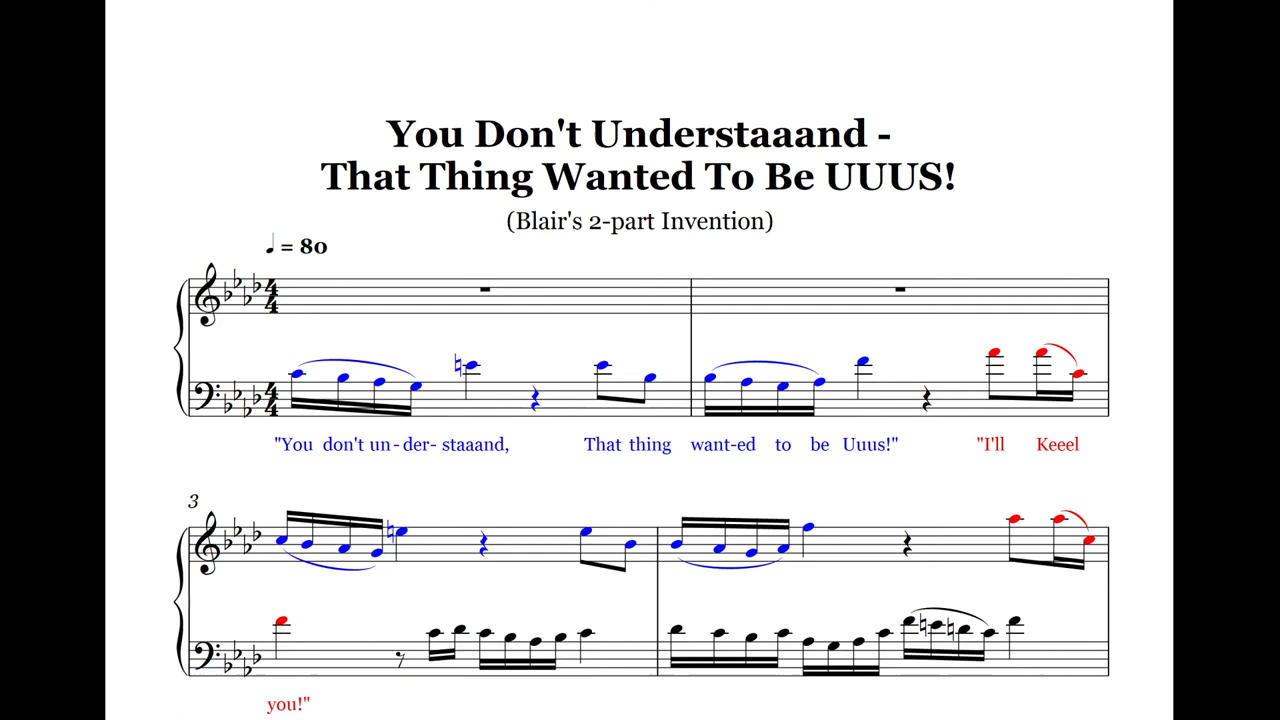 You Don't Understaaand -
That Thing Wanted To Be UUUS!
(Blair's 2-part Invention)
♩ = 80
"You don't un-der- staaand, That thing want-ed to be Uuus!" "I'll Keeel
3
you!"